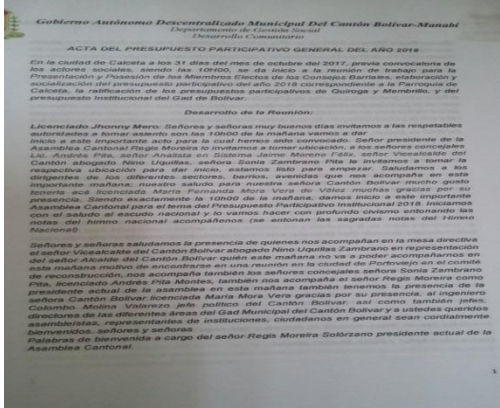 Gobierno Autónomo Descentralizado Municipal Del Cantón Bolívar-Manabí
Departamento de Gestión Social
Desarrollo Comunitario
ACTA DEL PRESUPUESTO PARTICIPATIVO GENERAL DEL AÑO 2018
En la ciudad de Calceta a los 31 días del mes de octubre del 2017, previa convocatoria de
los actores sociales, siendo las 10H00, se da inicio a la reunión de trabajo para la
Presentación y Posesión de los Miembros Electos de los Consejos Barriales, elaboración y
socialización del presupuesto participativo del año 2018 correspondiente a la Parroquia de
Calceta, la ratificación de los presupuestos participativos de Quiroga y Membrillo, y del
presupuesto Institucional del Gad de Bolívar.
Desarrollo de la Reunión:
Licenciado Jhonny Mero: Señores y señoras muy buenos días invitamos a las respetables
autoridades a tomar asiento son las 10H00 de la mañana vamos a dar
inicio a este importante acto para la cual hemos sido convocado. Señor presidente de la
Asamblea Cantonal Regis Moreira lo invitamos a tomar ubicación, a los señores concejales
Lic. Andrés Pita, señor Analista en Sistema Jaime Moreno Félix, señor Vicealcalde del
Cantón abogado Nino Uquillas, señora Sonia Zambrano Pita le invitamos a tomar la
respectiva ubicación para dar inicio, estamos listo para empezar. Saludamos a los
dirigentes de los diferentes sectores, barrios, avenidas que nos acompaña en esta
importante mañana, nuestro saludo para nuestra señora Cantón Bolívar mucho gusto
tenerla acá licenciada María Fernanda Mora Vera de Vélez muchas gracias por su
presencia. Siendo exactamente la 10h00 de la mañana, damos inicio a este importante
Asamblea Cantonal para el tema del Presupuesto Participativo Institucional 2018. Iniciamos
con el saludo al escudo nacional y lo vamos hacer con profundo civismo entonando las
notas del himno nacional acompáñenos (se entonan las sagradas notas del Himno
Nacional).
Señores y señoras saludamos la presencia de quienes nos acompañan en la mesa directiva
el señor Vicealcalde del Cantón Bolívar abogado Nino Uquillas Zambrano en representación
del señor Alcalde del Cantón Bolívar quién este mañana no va a poder acompañarnos en
esta mañana motivo de encontrarse en una reunión en la ciudad de Portoviejo en el comité
de reconstrucción, nos acompaña también los señores concejales señora Sonia Zambrano
Pita, licenciado Andrés Pita Montes, también nos acompaña el señor Regis Moreira como
presidente actual de la asamblea en esta mañana también tenemos la presencia de la
señora Cantón Bolívar licenciada María Mora Vera gracias por su presencia, al ingeniero
Colombo Molina Valarezo jefe político del Cantón Bolívar, así como también jefes,
directores de las diferentes áreas del Gad Municipal del Cantón Bolívar y a ustedes queridos
asambleístas, representantes de instituciones, ciudadanos en general sean cordialmente
bienvenidos. señores y señoras
Palabras de bienvenida a cargo del señor Regis Moreira Solórzano presidente actual de la
Asamblea Cantonal.
1